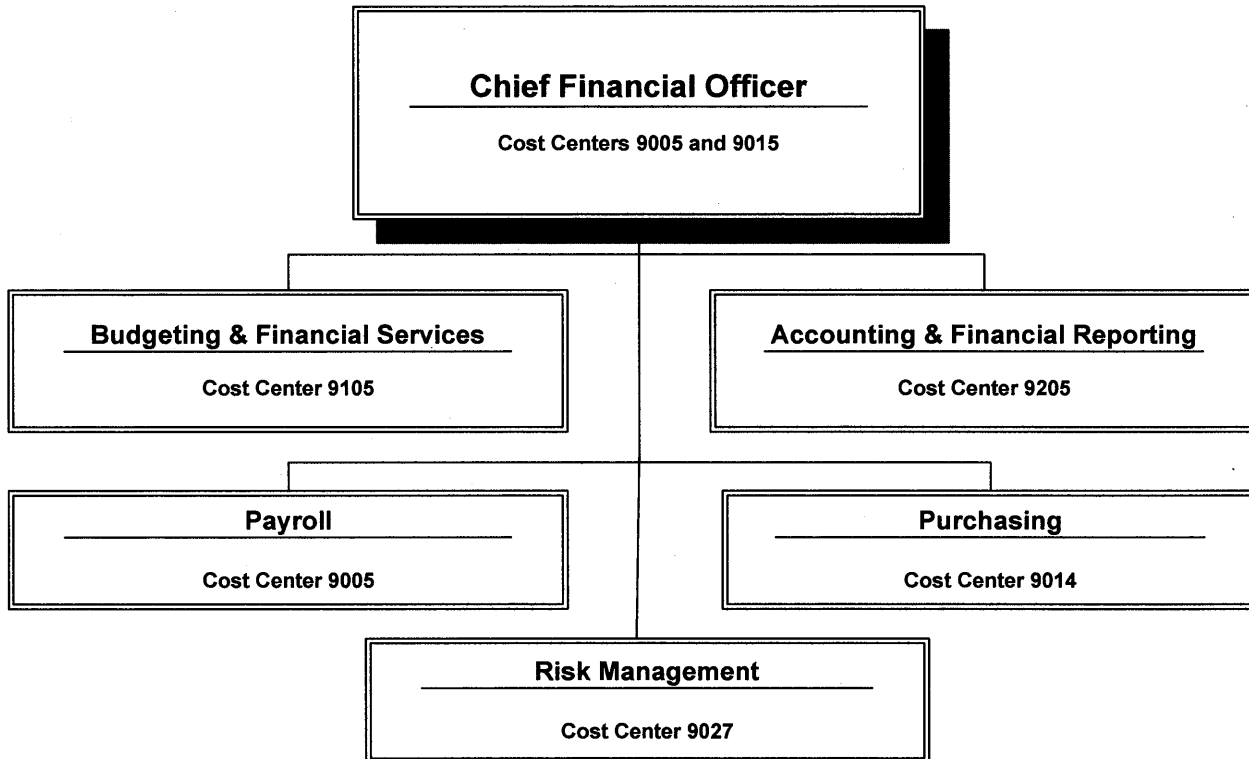 Chief Financial Officer
Cost Centers 9005 and 9015
Budgeting & Financial Services
Cost Center 9105
Accounting & Financial Reporting
Cost Center 9205
Payroll
Cost Center 9005
Purchasing
Cost Center 9014
Risk Management
Cost Center 9027